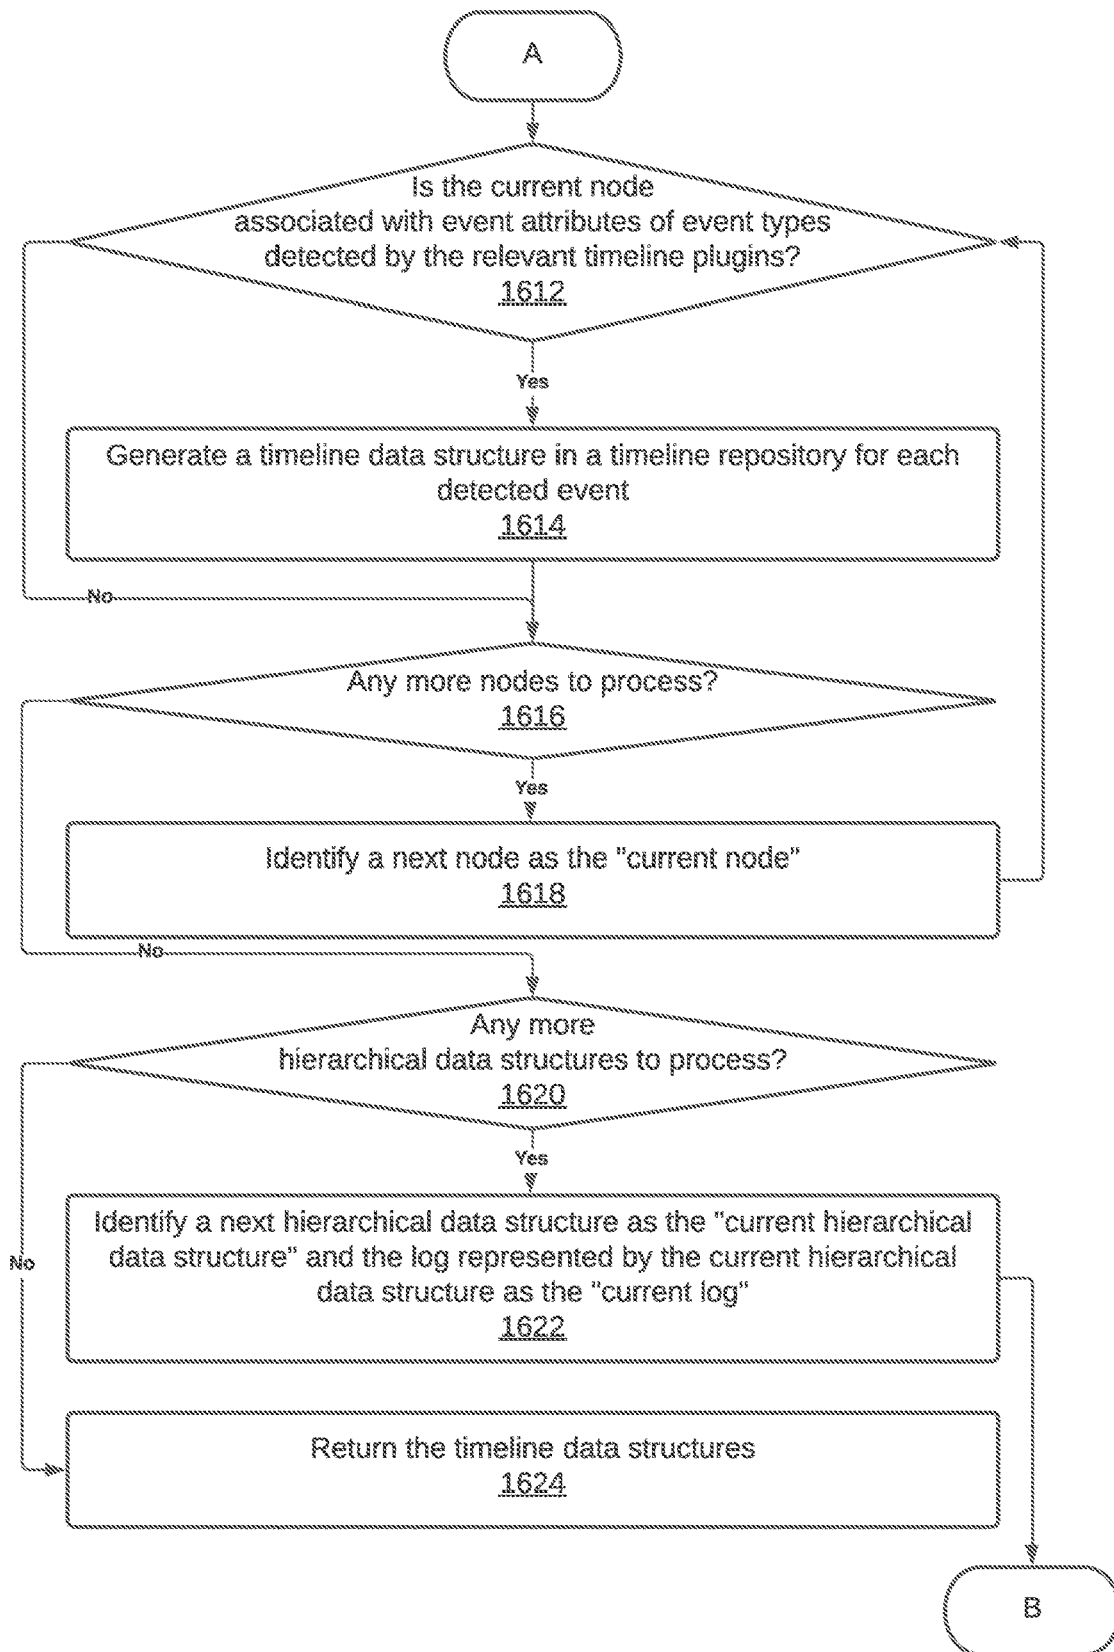 A
Is the current node
associated with event attributes of event types
detected by the relevant timeline plugins?
1612
Yes
Generate a timeline data structure in a timeline repository for each
detected event
1614
No
Any more nodes to process?
1616
Yes
Identify a next node as the "current node"
1618
No
Any more
hierarchical data structures to process?
1620
Yes
Identify a next hierarchical data structure as the "current hierarchical
data structure" and the log represented by the current hierarchical
data structure as the "current log"
1622
No
Return the timeline data structures
1624
B